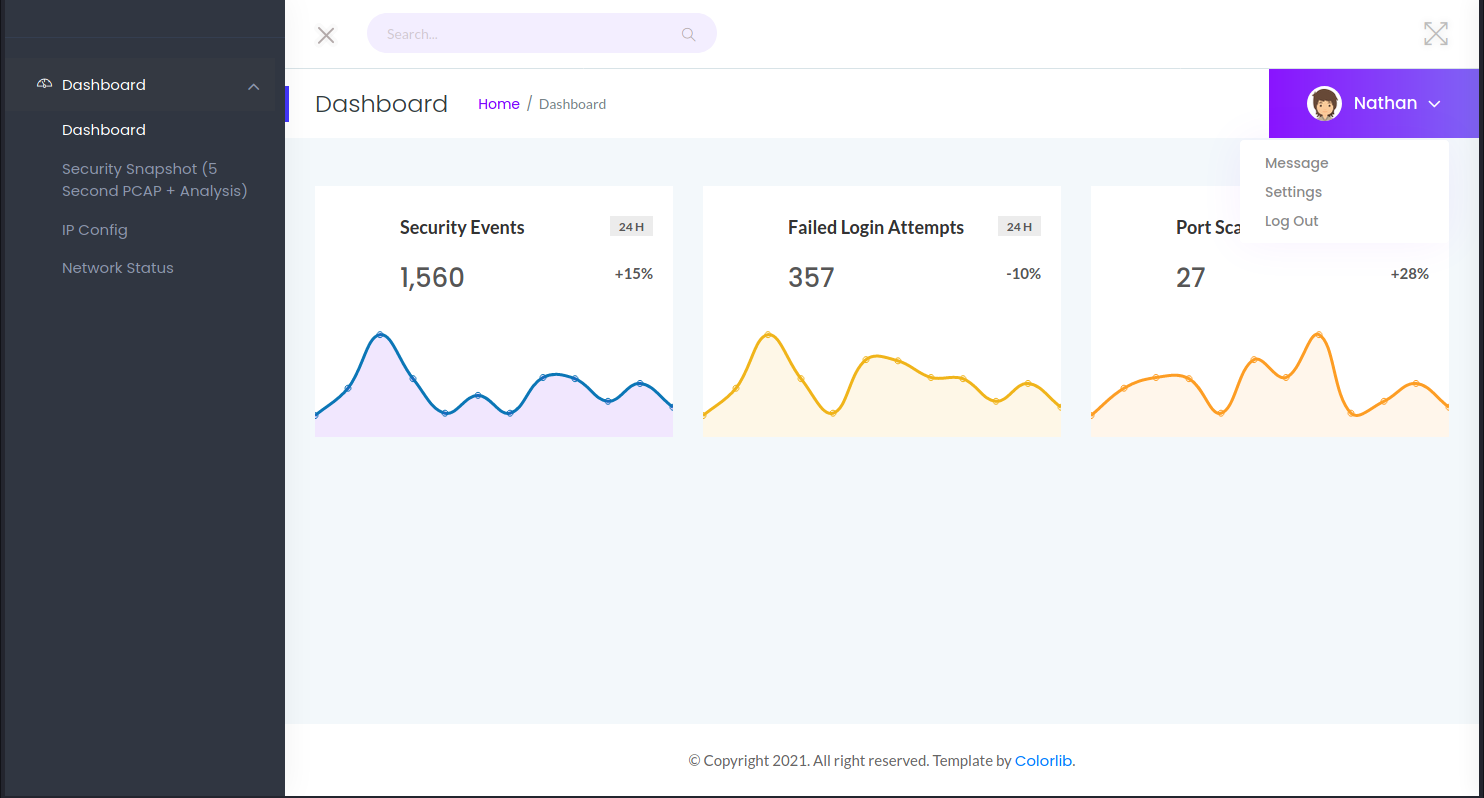 Search...
Dashboard
Dashboard
Security Snapshot (5
Second PCAP + Analysis)
IP Config
Network Status
Dashboard
Home / Dashboard
Nathan
Message
Settings
Log Out
Security Events
24 H
1,560
+15%
Failed Login Attempts
24 H
357
-10%
Port Sca
27
+28%
© Copyright 2021. All right reserved. Template by Colorlib.